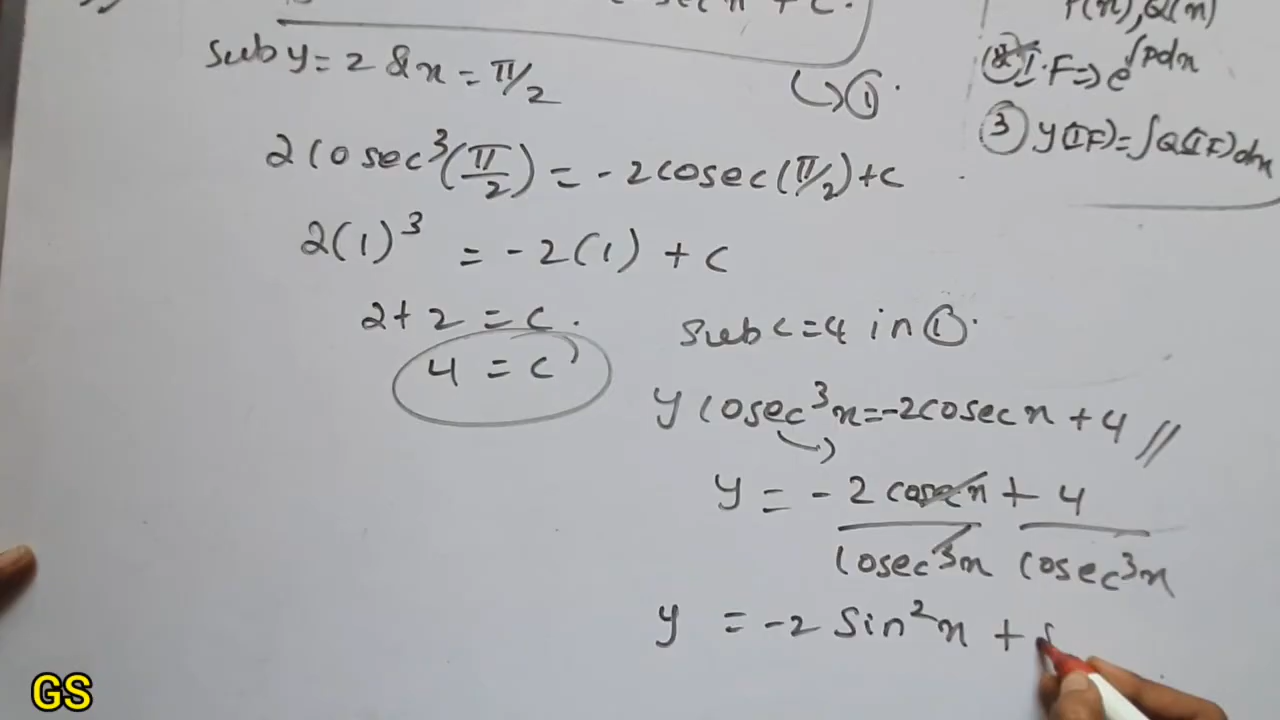 + c.
P(x), Q(x)
Sub y = 2 & x = π/2
↳ ①.
② I.F ⇒ e^∫Pdx
③ y(IF) = ∫Q(IF)dx
2 cosec³(π/2) = -2cosec(π/2)+c
2(1)³ = -2(1) + c
2+2 = c.
4 = c
Sub c=4 in ①.
y cosec³x = -2cosec x + 4 //
y = -2 cosec x + 4
cosec³x cosec³x
y = -2 Sin²x +
GS